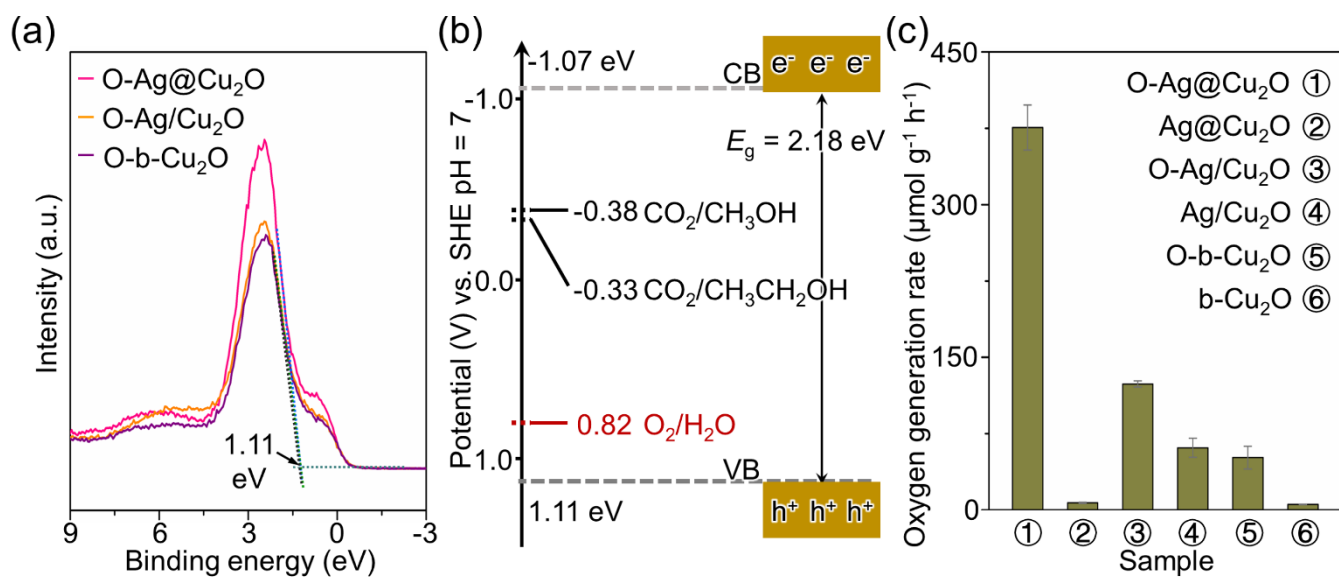 (a)
O-Ag@Cu₂O
O-Ag/Cu₂O
O-b-Cu₂O
Intensity (a.u.)
1.11
eV
9
6
3
0
-3
Binding energy (eV)
(b)
Potential (V) vs. SHE pH = 7
-1.07 eV
-1.0
0.0
1.0
1.11 eV
CB
e⁻ e⁻ e⁻
E_g = 2.18 eV
-0.38 CO₂/CH₃OH
-0.33 CO₂/CH₃CH₂OH
0.82 O₂/H₂O
VB
h⁺ h⁺ h⁺
(c)
Oxygen generation rate (µmol g⁻¹ h⁻¹)
450
300
150
0
O-Ag@Cu₂O ①
Ag@Cu₂O ②
O-Ag/Cu₂O ③
Ag/Cu₂O ④
O-b-Cu₂O ⑤
b-Cu₂O ⑥
① ② ③ ④ ⑤ ⑥
Sample